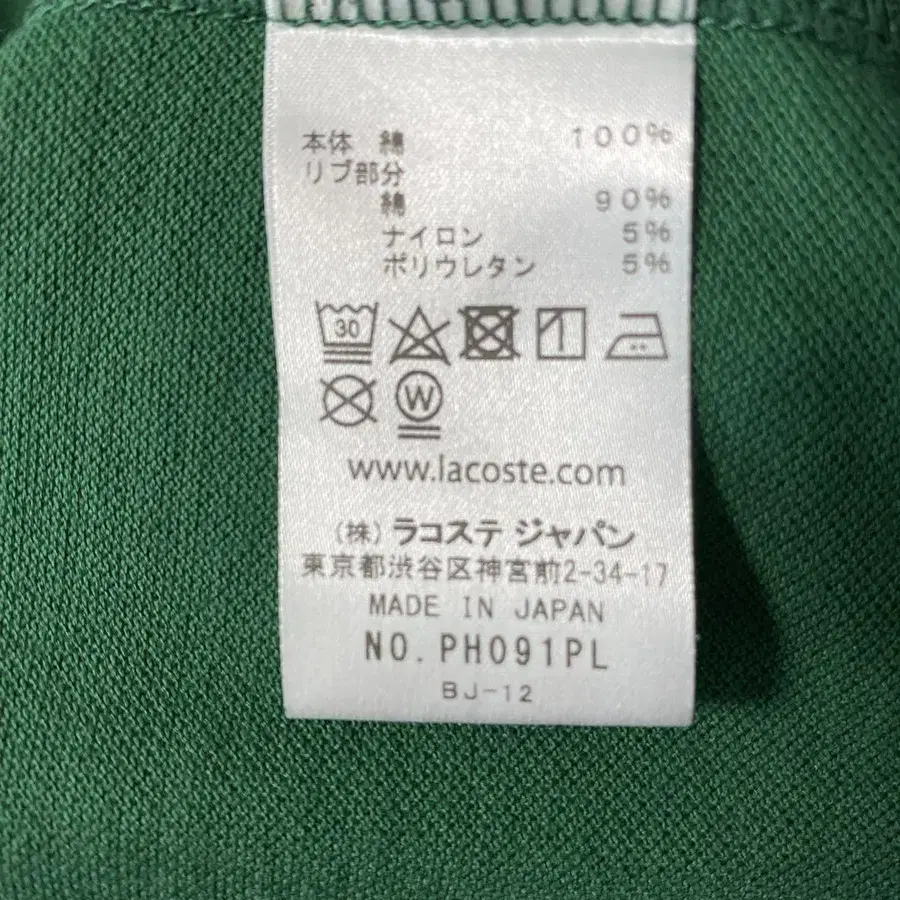 本体 綿 100%
リブ部分
綿 90%
ナイロン 5%
ポリウレタン 5%
30
W
www.lacoste.com
(株) ラコステ ジャパン
東京都渋谷区神宮前2-34-17
MADE IN JAPAN
NO. PH091PL
BJ-12